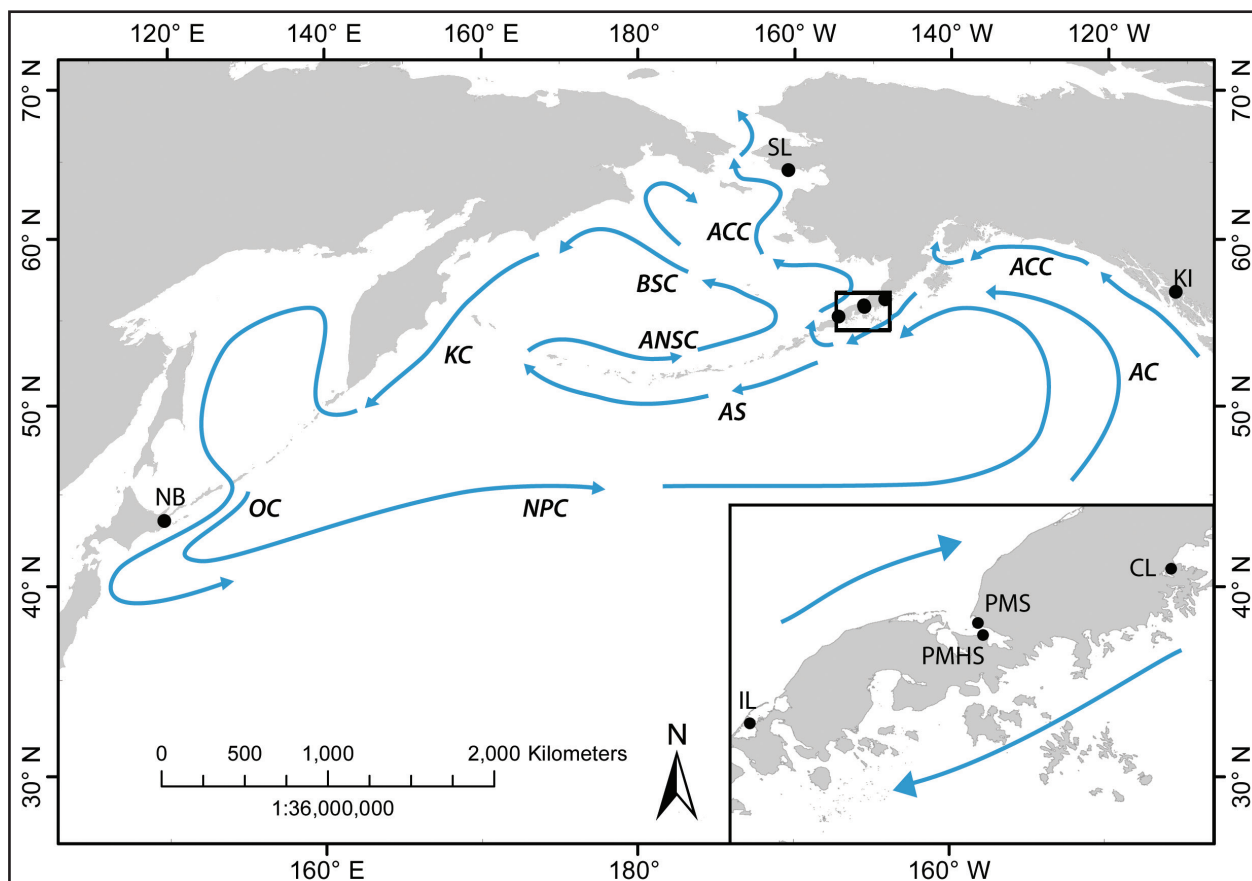 120° E 140° E 160° E 180° 160° W 140° W 120° W
70° N 70° N
SL
60° N 60° N
ACC ACC
BSC KI
ANSC
KC AC
50° N 50° N
AS
NB
OC NPC
40° N 40° N
CL
PMS
PMHS
IL
N
0 500 1,000 2,000 Kilometers
1:36,000,000
30° N 30° N
160° E 180° 160° W